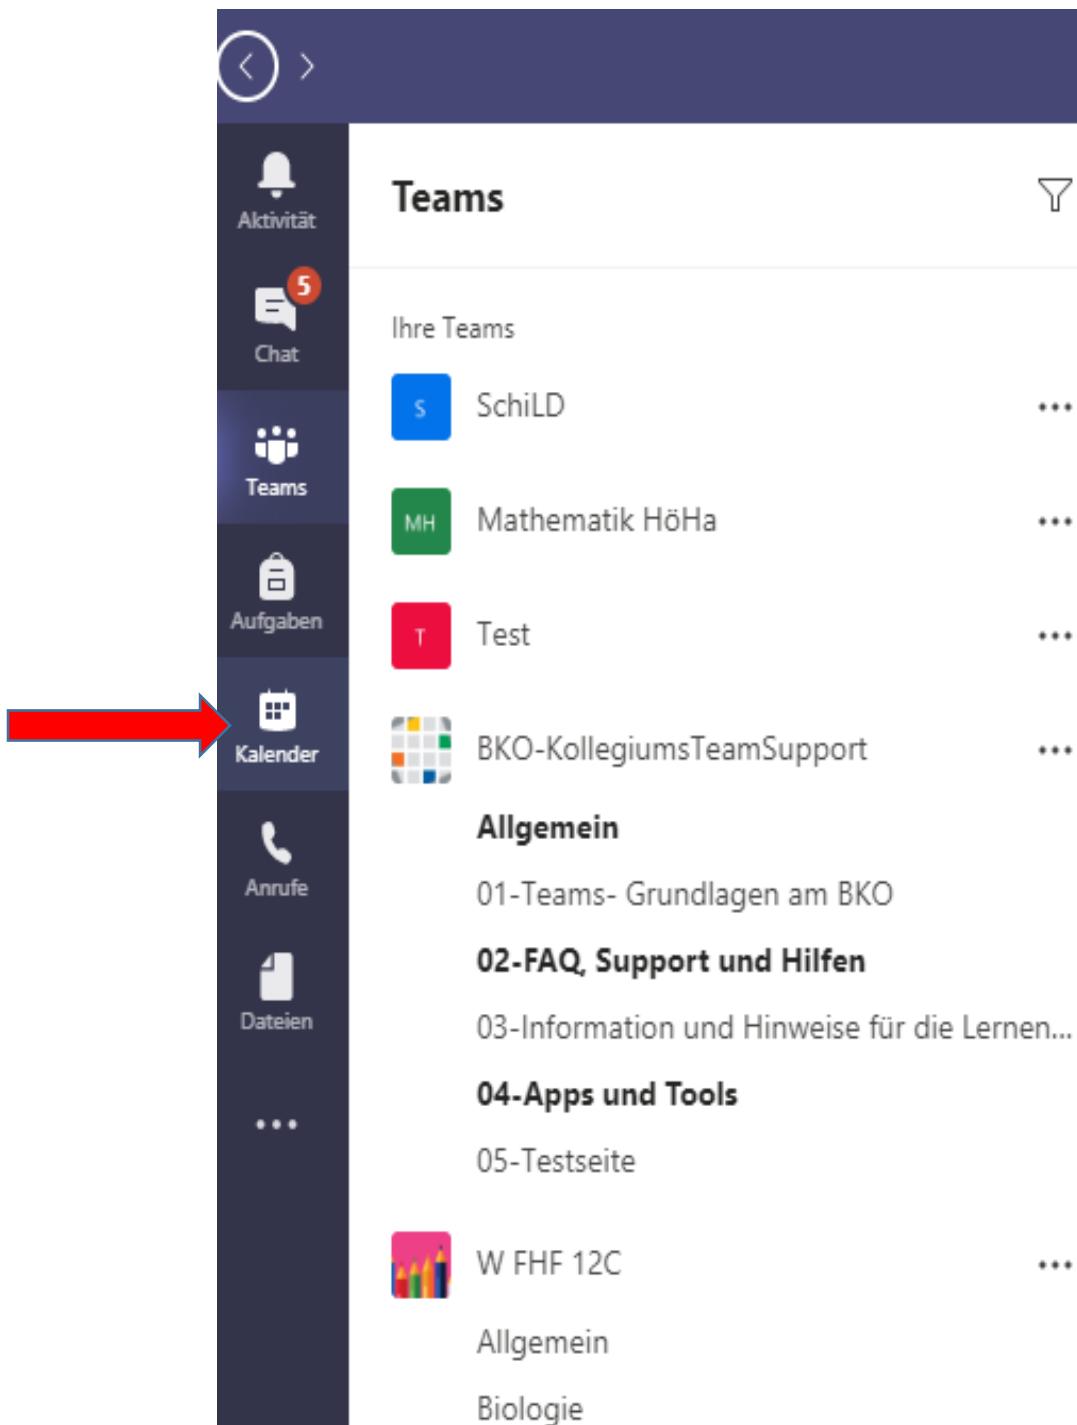 Aktivität
5
Chat
Teams
Aufgaben
Kalender
Anrufe
Dateien
Teams
Ihre Teams
S SchiLD
MH Mathematik HöHa
T Test
BKO-KollegiumsTeamSupport
Allgemein
01-Teams- Grundlagen am BKO
02-FAQ, Support und Hilfen
03-Information und Hinweise für die Lernen...
04-Apps und Tools
05-Testseite
W FHF 12C
Allgemein
Biologie